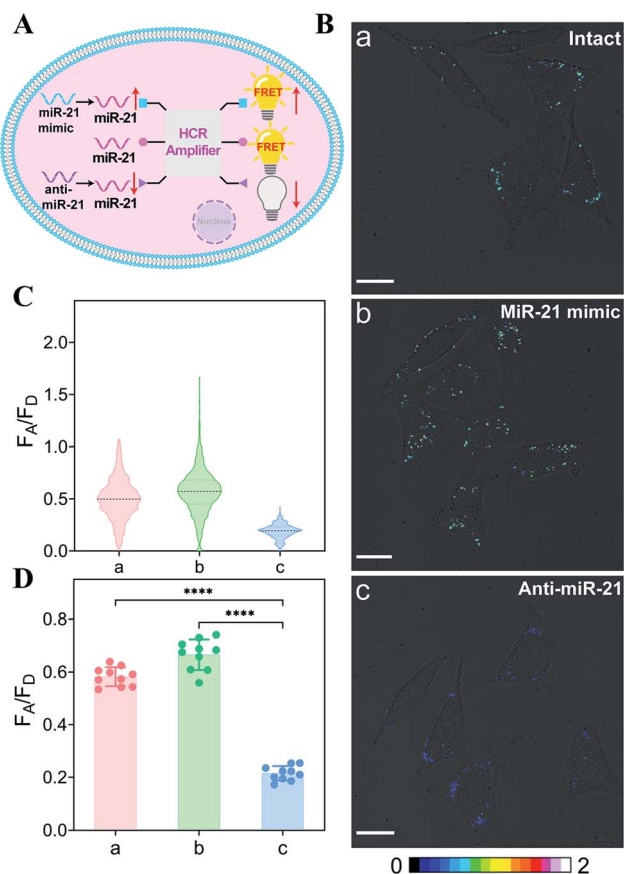 A
miR-21
mimic
miR-21
FRET
miR-21
HCR
Amplifier
FRET
anti-
miR-21
miR-21
Nucleus
B
a
Intact
b
MiR-21 mimic
c
Anti-miR-21
0
2
C
FA/FD
2.0
1.5
1.0
0.5
0.0
a
b
c
D
FA/FD
0.8
0.6
0.4
0.2
0.0
****
****
a
b
c